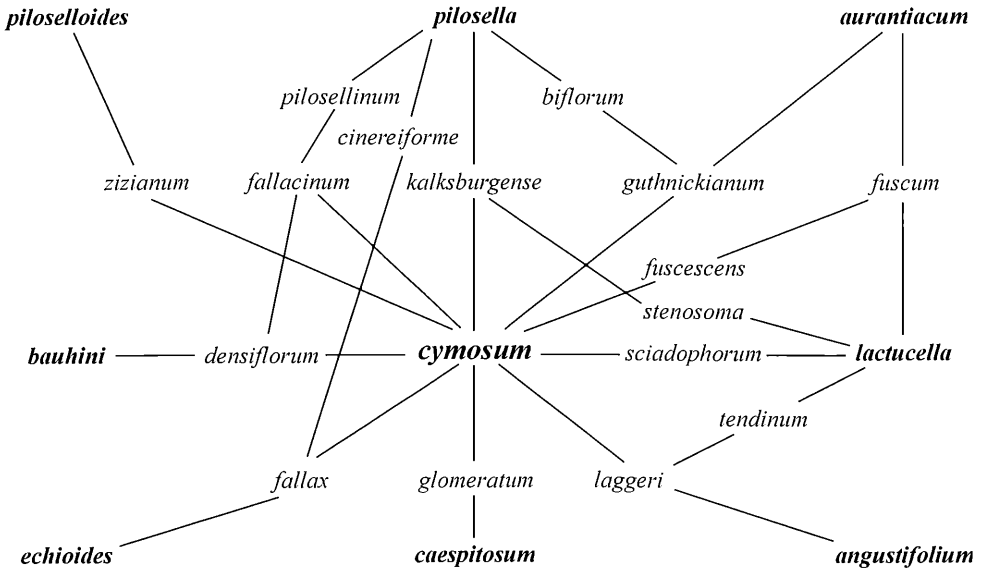 piloselloides pilosella aurantiacum
pilosellinum biflorum
cinereiforme
zizianum fallacinum kalksburgense guthnickianum fuscum
fuscescens
stenosoma
bauhini densiflorum cymosum sciadophorum lactucella
tendinum
fallax glomeratum laggeri
echioides caespitosum angustifolium